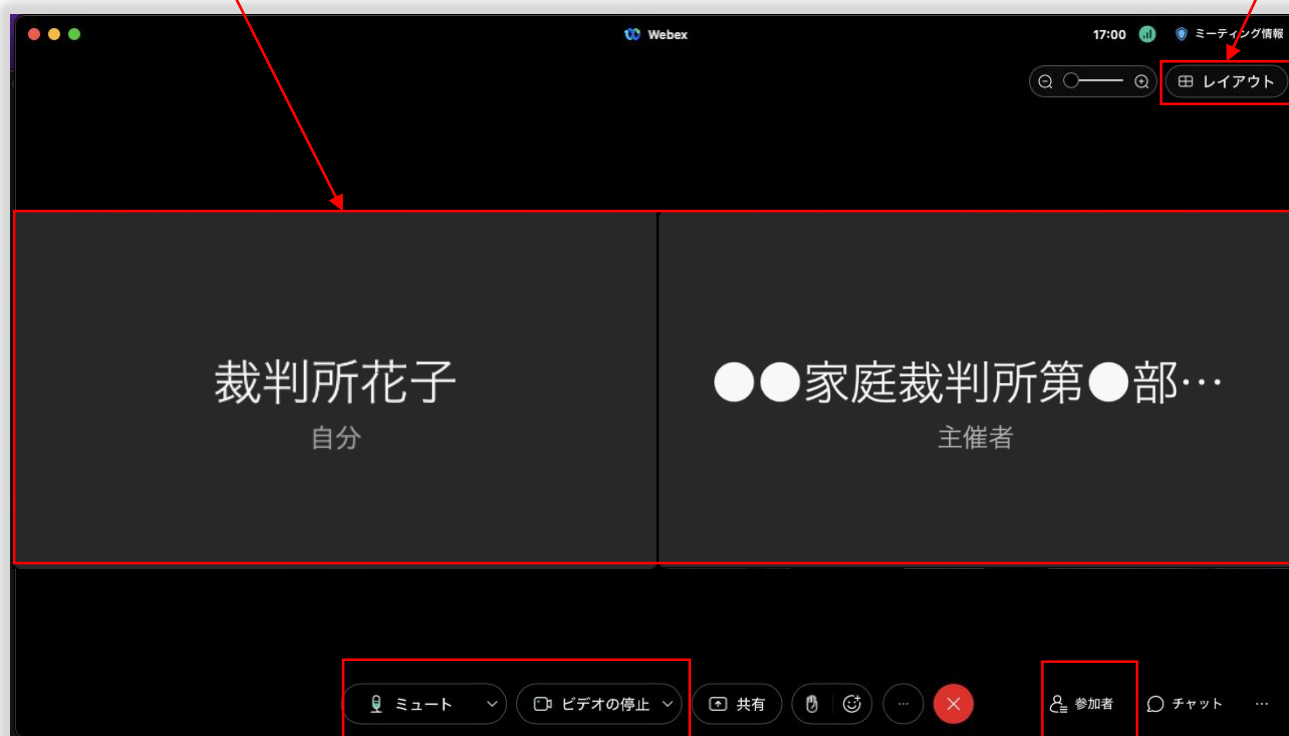 Webex
17:00 ミーティング情報
レイアウト
裁判所花子
自分
●●家庭裁判所第●部…
主催者
ミュート ビデオの停止 共有 … 参加者 チャット …